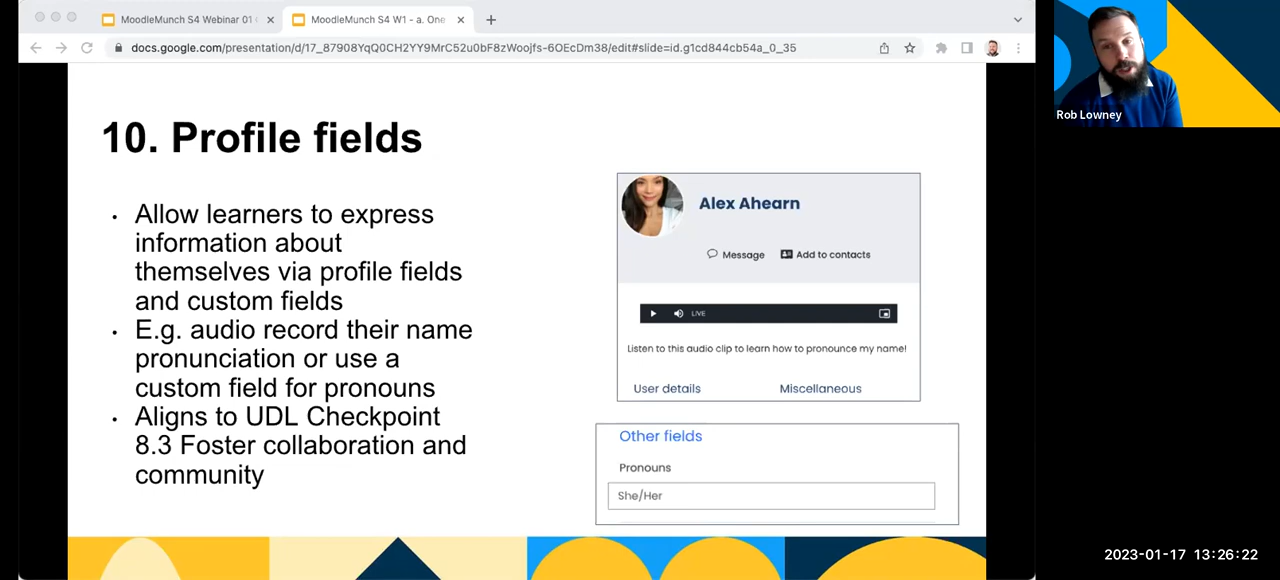 MoodleMunch S4 Webinar 01
MoodleMunch S4 W1 - a. One
docs.google.com/presentation/d/17_87908YqQ0CH2YY6MrC52u0bF8zWoojfs-6OEcDm38/edit#slide=id.g1cd844cb54a_0_35
Rob Lowney
10. Profile fields
• Allow learners to express
information about
themselves via profile fields
and custom fields
• E.g. audio record their name
pronunciation or use a
custom field for pronouns
• Aligns to UDL Checkpoint
8.3 Foster collaboration and
community
Alex Ahearn
Message Add to contacts
LIVE
Listen to this audio clip to learn how to pronounce my name!
User details Miscellaneous
Other fields
Pronouns
She/Her
2023-01-17 13:26:22